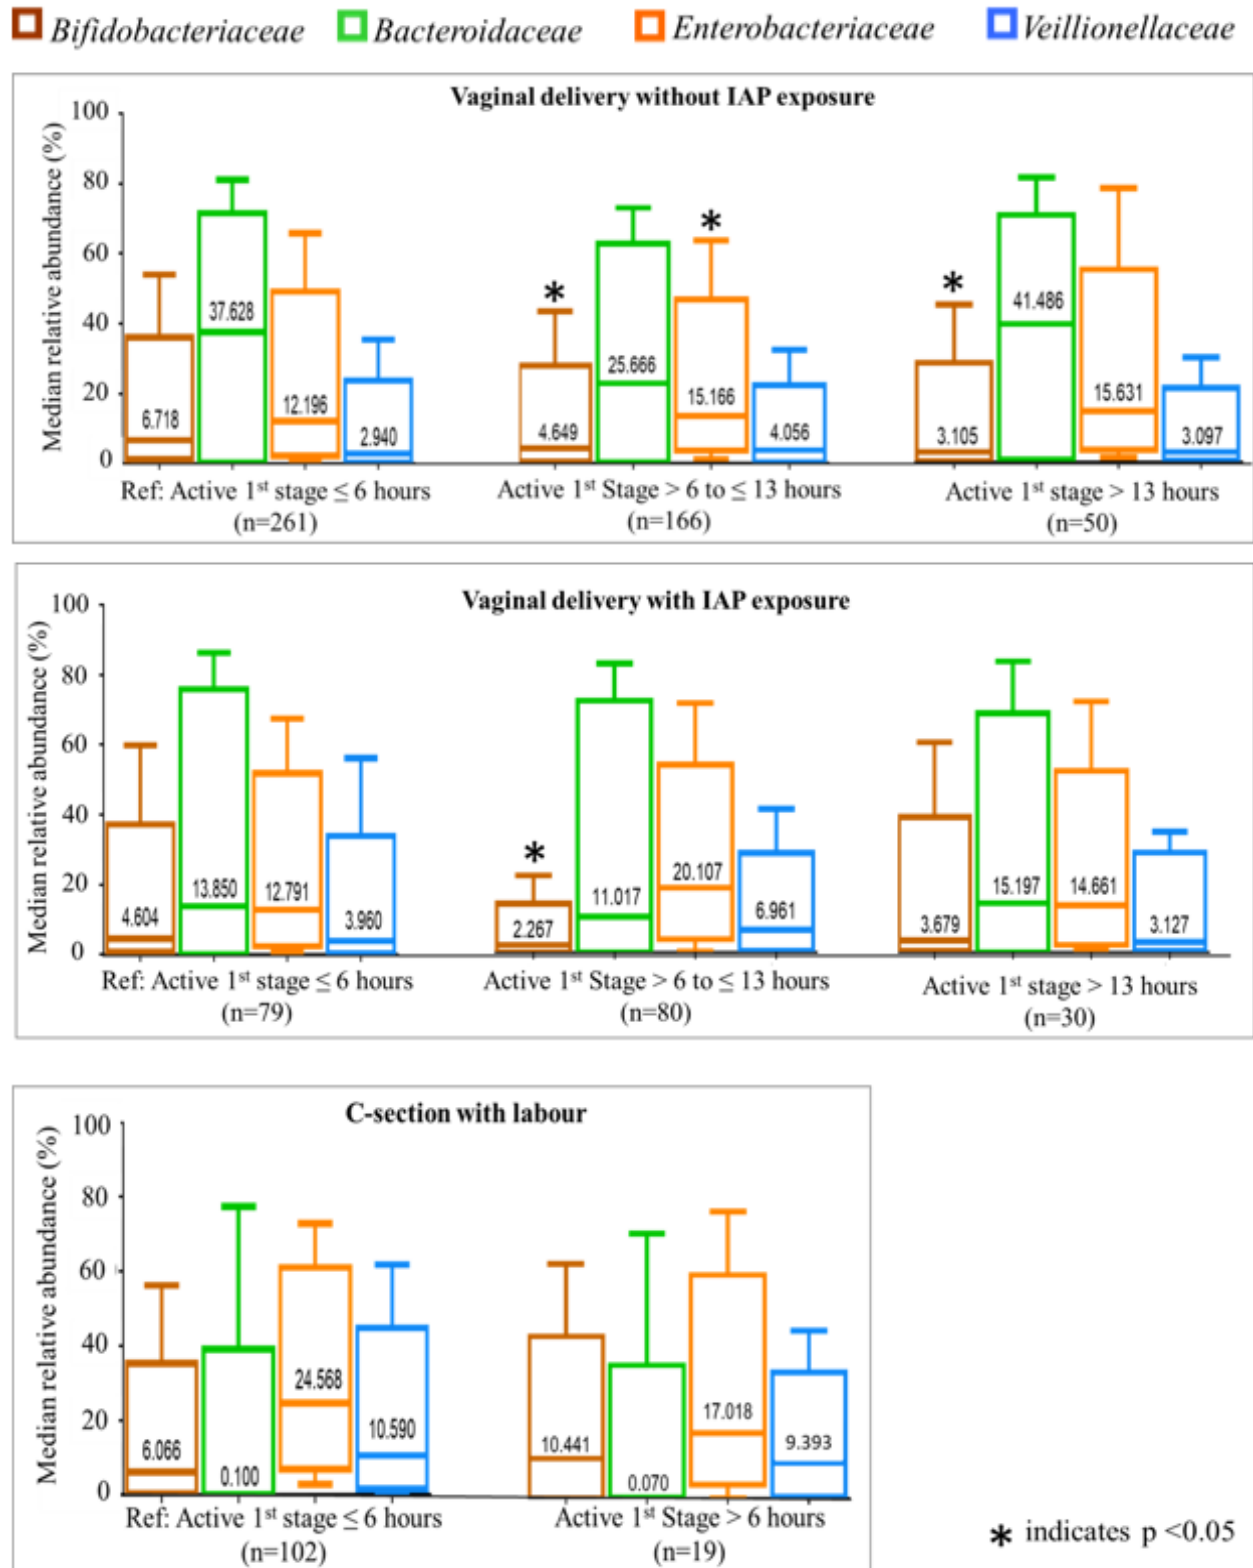 Bifidobacteriaceae Bacteroidaceae Enterobacteriaceae Veillionellaceae
Vaginal delivery without IAP exposure
Median relative abundance (%)
100
80
60
40
20
0
6.718 37.628 12.196 2.940
* 4.649 25.666 * 15.166 4.056
* 3.105 41.486 15.631 3.097
Ref: Active 1st stage ≤ 6 hours
(n=261)
Active 1st Stage > 6 to ≤ 13 hours
(n=166)
Active 1st stage > 13 hours
(n=50)
Vaginal delivery with IAP exposure
Median relative abundance (%)
100
80
60
40
20
0
4.604 13.850 12.791 3.960
* 2.267 11.017 20.107 6.961
3.679 15.197 14.661 3.127
Ref: Active 1st stage ≤ 6 hours
(n=79)
Active 1st Stage > 6 to ≤ 13 hours
(n=80)
Active 1st stage > 13 hours
(n=30)
C-section with labour
Median relative abundance (%)
100
80
60
40
20
0
6.066 0.100 24.568 10.590
10.441 0.070 17.018 9.393
Ref: Active 1st stage ≤ 6 hours
(n=102)
Active 1st Stage > 6 hours
(n=19)
* indicates p <0.05